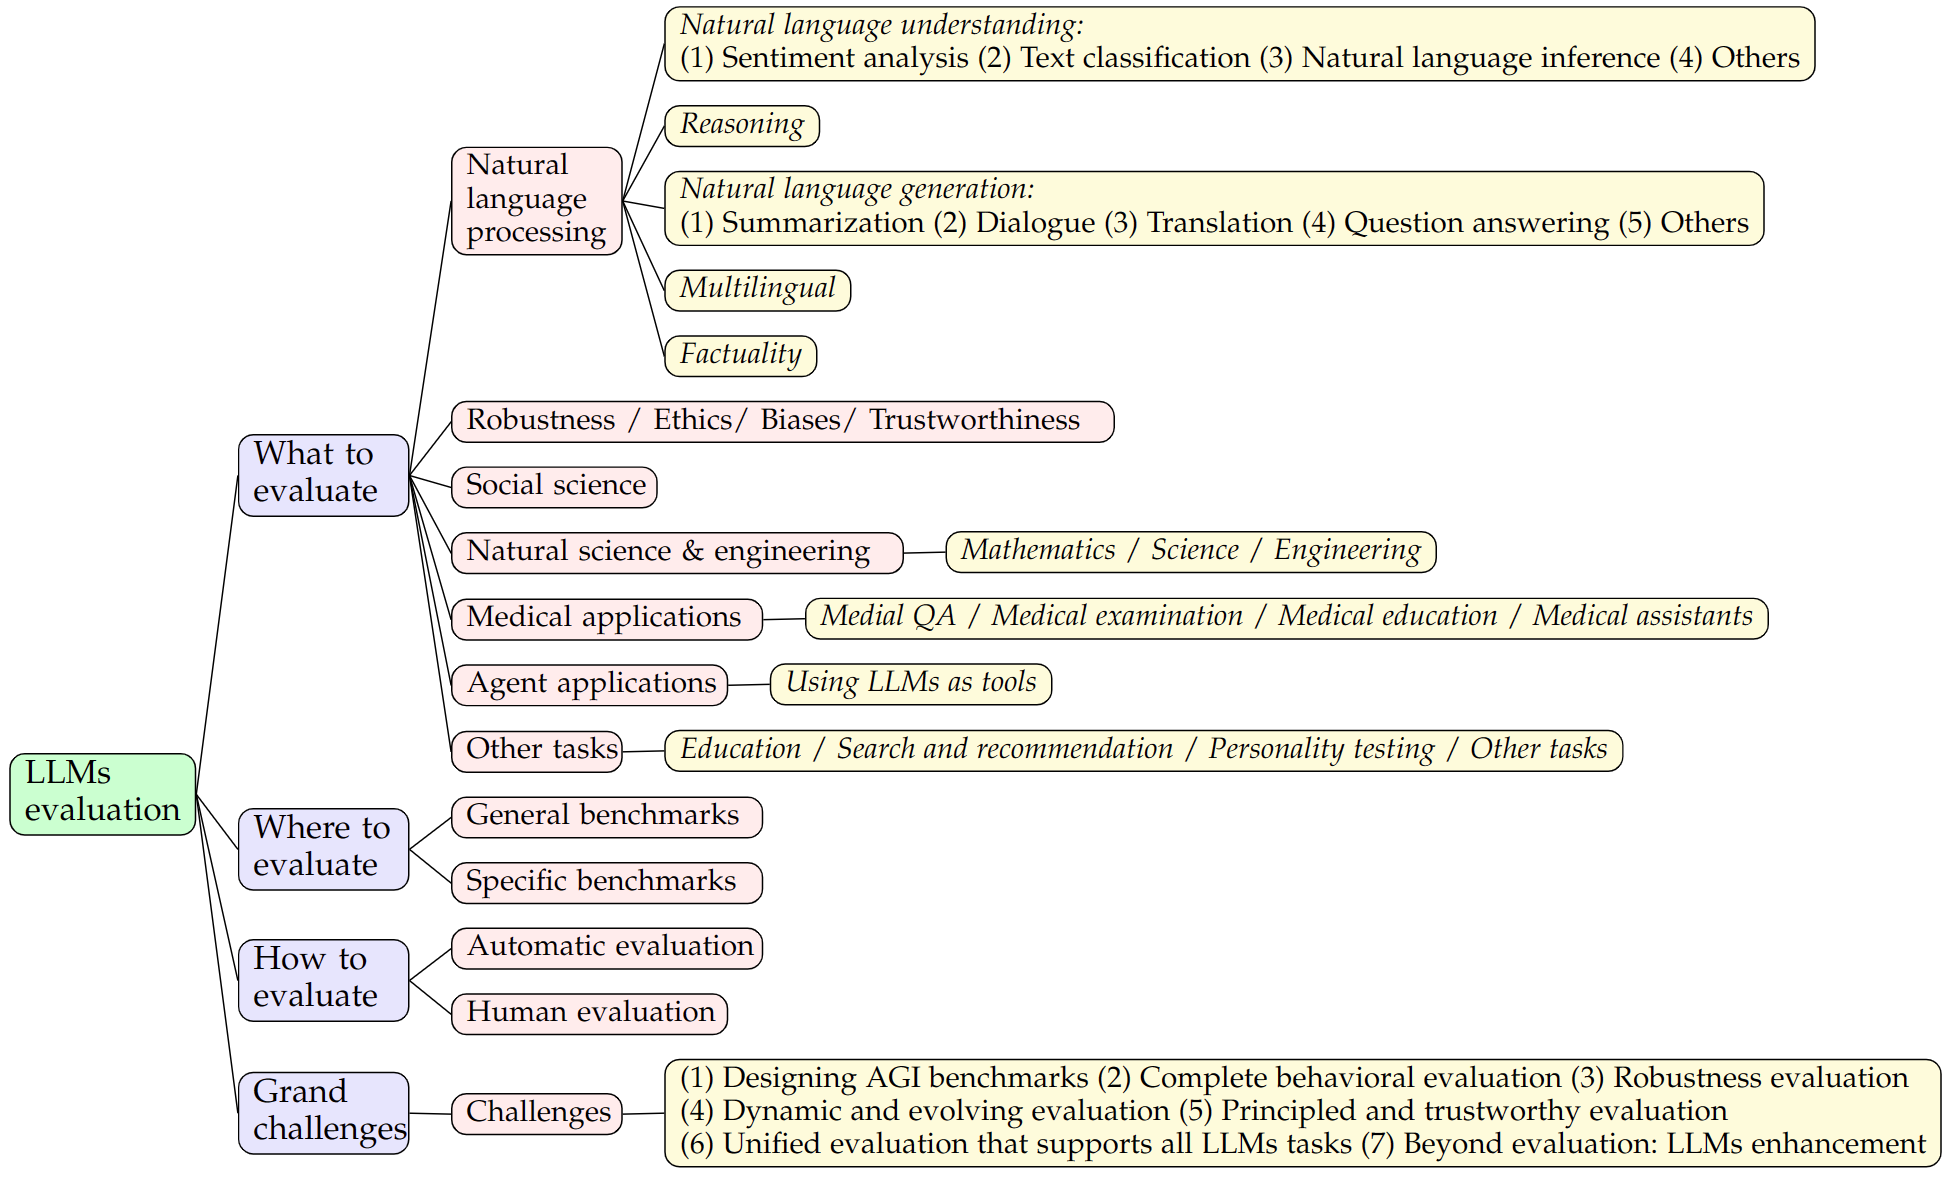 Natural language understanding:
(1) Sentiment analysis (2) Text classification (3) Natural language inference (4) Others
Reasoning
Natural
language
processing
Natural language generation:
(1) Summarization (2) Dialogue (3) Translation (4) Question answering (5) Others
Multilingual
Factuality
Robustness / Ethics/ Biases/ Trustworthiness
What to
evaluate
Social science
Natural science & engineering
Mathematics / Science / Engineering
Medical applications
Medial QA / Medical examination / Medical education / Medical assistants
Agent applications
Using LLMs as tools
Other tasks
Education / Search and recommendation / Personality testing / Other tasks
LLMs
evaluation
Where to
evaluate
General benchmarks
Specific benchmarks
How to
evaluate
Automatic evaluation
Human evaluation
Grand
challenges
Challenges
(1) Designing AGI benchmarks (2) Complete behavioral evaluation (3) Robustness evaluation
(4) Dynamic and evolving evaluation (5) Principled and trustworthy evaluation
(6) Unified evaluation that supports all LLMs tasks (7) Beyond evaluation: LLMs enhancement